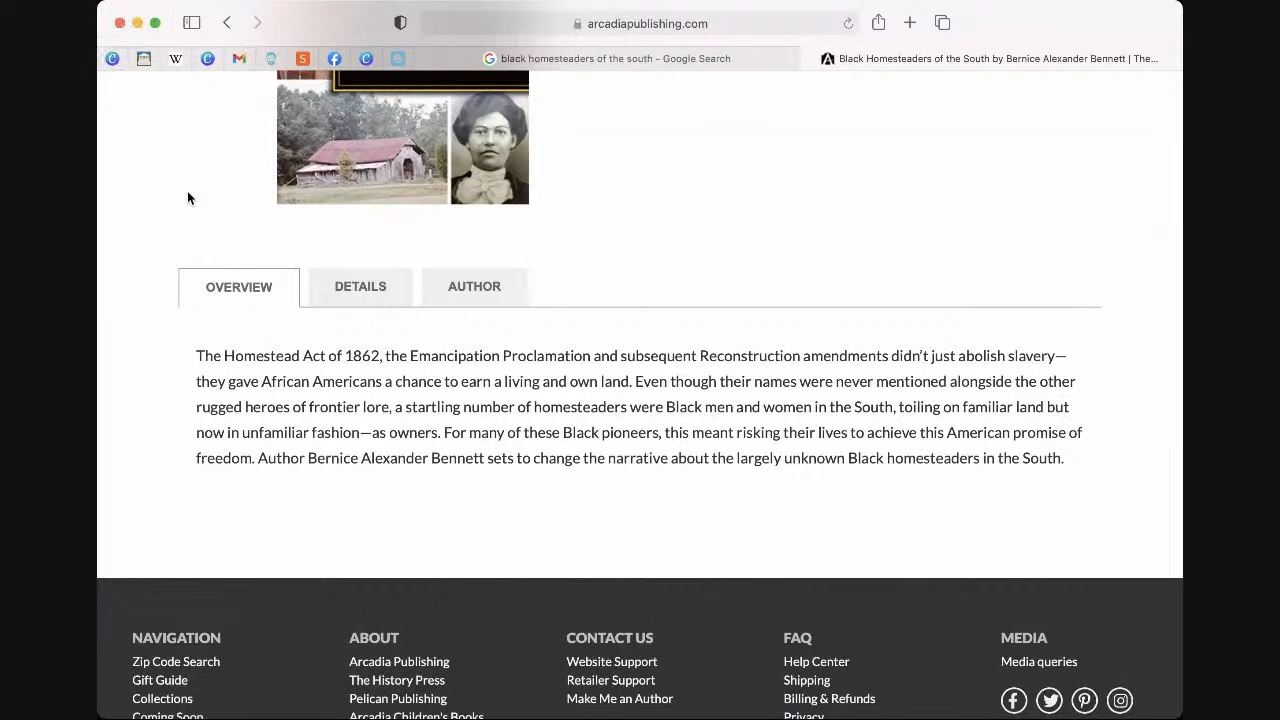 arcadiapublishing.com
black homesteaders of the south - Google Search
Black Homesteaders of the South by Bernice Alexander Bennett | The...
OVERVIEW
DETAILS
AUTHOR
The Homestead Act of 1862, the Emancipation Proclamation and subsequent Reconstruction amendments didn't just abolish slavery—
they gave African Americans a chance to earn a living and own land. Even though their names were never mentioned alongside the other
rugged heroes of frontier lore, a startling number of homesteaders were Black men and women in the South, toiling on familiar land but
now in unfamiliar fashion—as owners. For many of these Black pioneers, this meant risking their lives to achieve this American promise of
freedom. Author Bernice Alexander Bennett sets to change the narrative about the largely unknown Black homesteaders in the South.
NAVIGATION
Zip Code Search
Gift Guide
Collections
Coming Soon
ABOUT
Arcadia Publishing
The History Press
Pelican Publishing
Arcadia Children's Books
CONTACT US
Website Support
Retailer Support
Make Me an Author
FAQ
Help Center
Shipping
Billing & Refunds
Privacy
MEDIA
Media queries